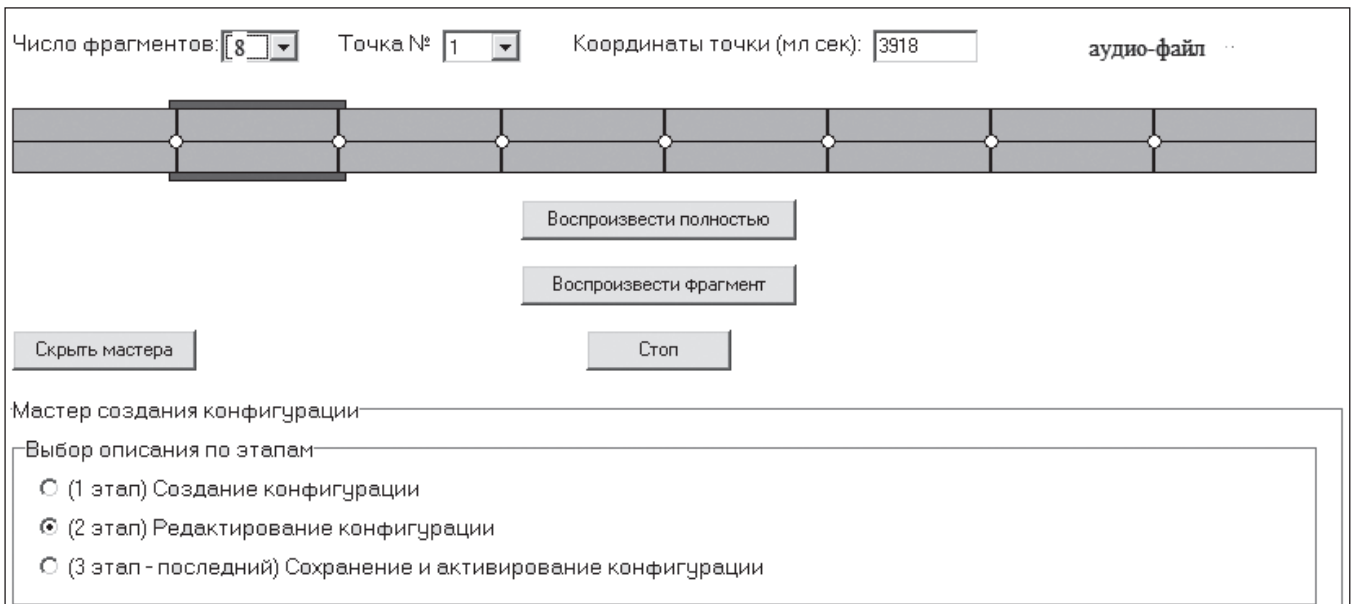 Число фрагментов: 8 Точка № 1 Координаты точки (мл сек): 3918 аудио-файл
Воспроизвести полностью
Воспроизвести фрагмент
Скрыть мастера Стоп
Мастер создания конфигурации
Выбор описания по этапам
(1 этап) Создание конфигурации
(2 этап) Редактирование конфигурации
(3 этап - последний) Сохранение и активирование конфигурации